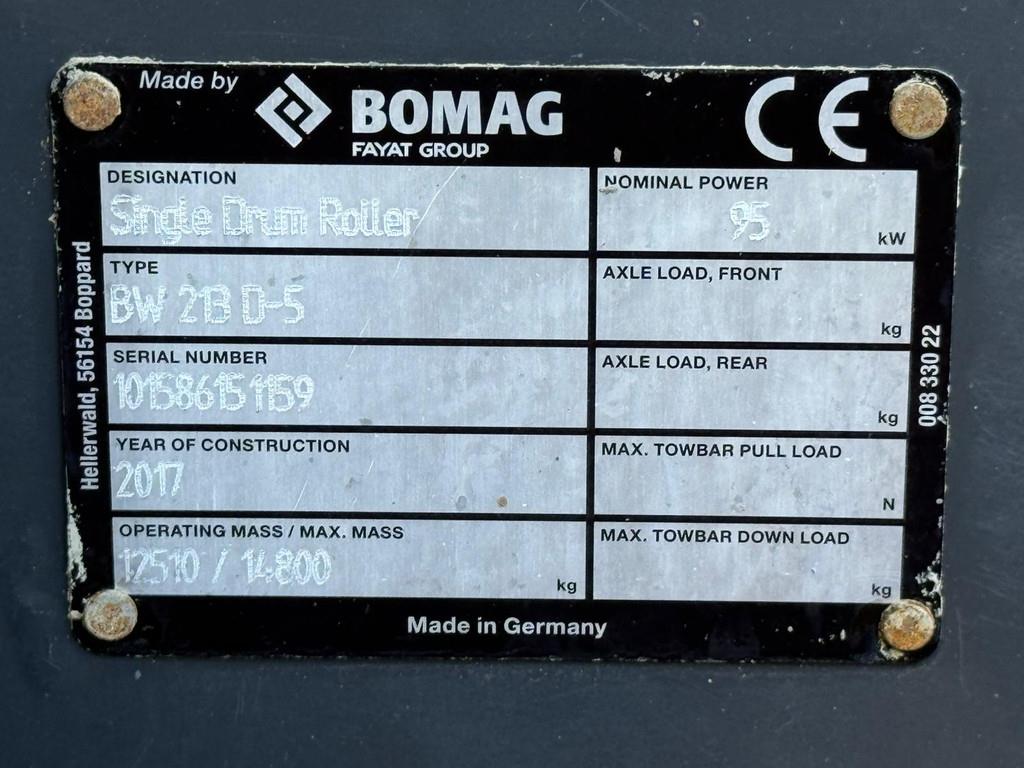 Made by
BOMAG
FAYAT GROUP
CE
DESIGNATION
Single Drum Roller
NOMINAL POWER
95
kW
TYPE
BW 213 D-5
AXLE LOAD, FRONT
kg
SERIAL NUMBER
101586151159
AXLE LOAD, REAR
kg
YEAR OF CONSTRUCTION
2017
MAX. TOWBAR PULL LOAD
N
OPERATING MASS / MAX. MASS
12510 / 14800
kg
MAX. TOWBAR DOWN LOAD
kg
Made in Germany
Hellerwald, 56154 Boppard
008 330 22